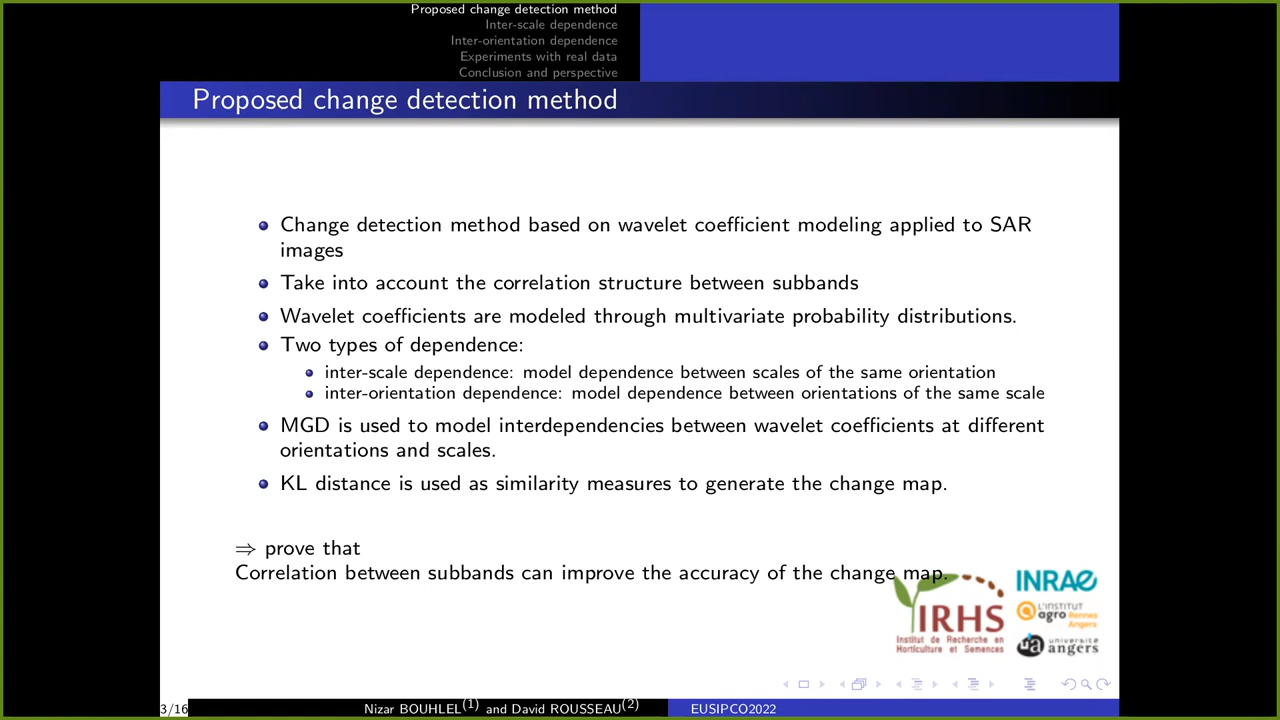 Proposed change detection method
Inter-scale dependence
Inter-orientation dependence
Experiments with real data
Conclusion and perspective
Proposed change detection method
Change detection method based on wavelet coefficient modeling applied to SAR
images
Take into account the correlation structure between subbands
Wavelet coefficients are modeled through multivariate probability distributions.
Two types of dependence:
inter-scale dependence: model dependence between scales of the same orientation
inter-orientation dependence: model dependence between orientations of the same scale
MGD is used to model interdependencies between wavelet coefficients at different
orientations and scales.
KL distance is used as similarity measures to generate the change map.
⇒ prove that
Correlation between subbands can improve the accuracy of the change map.
IRHS
Institut de Recherche en
Horticulture et Semences
INRAE
L'INSTITUT
agro Rennes
Angers
ua université
angers
3/16
Nizar BOUHLEL(1) and David ROUSSEAU(2)
EUSIPCO2022